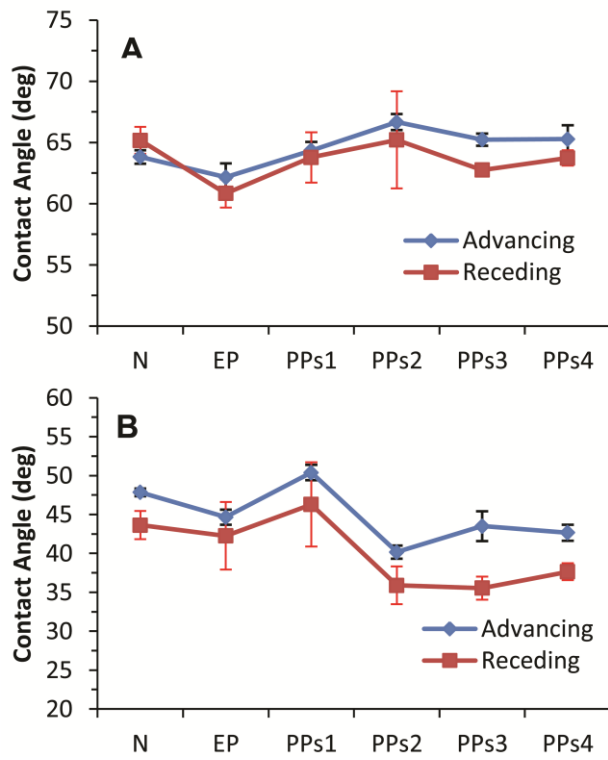 A
Contact Angle (deg)
75
70
65
60
55
50
Advancing
Receding
N EP PPs1 PPs2 PPs3 PPs4
B
Contact Angle (deg)
60
55
50
45
40
35
30
25
20
Advancing
Receding
N EP PPs1 PPs2 PPs3 PPs4